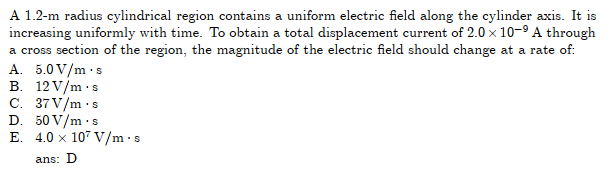 A 1.2-m radius cylindrical region contains a uniform electric field along the cylinder axis. It is
increasing uniformly with time. To obtain a total displacement current of 2.0 × 10⁻⁹ A through
a cross section of the region, the magnitude of the electric field should change at a rate of:
A. 5.0 V/m · s
B. 12 V/m · s
C. 37 V/m · s
D. 50 V/m · s
E. 4.0 × 10⁷ V/m · s
ans: D